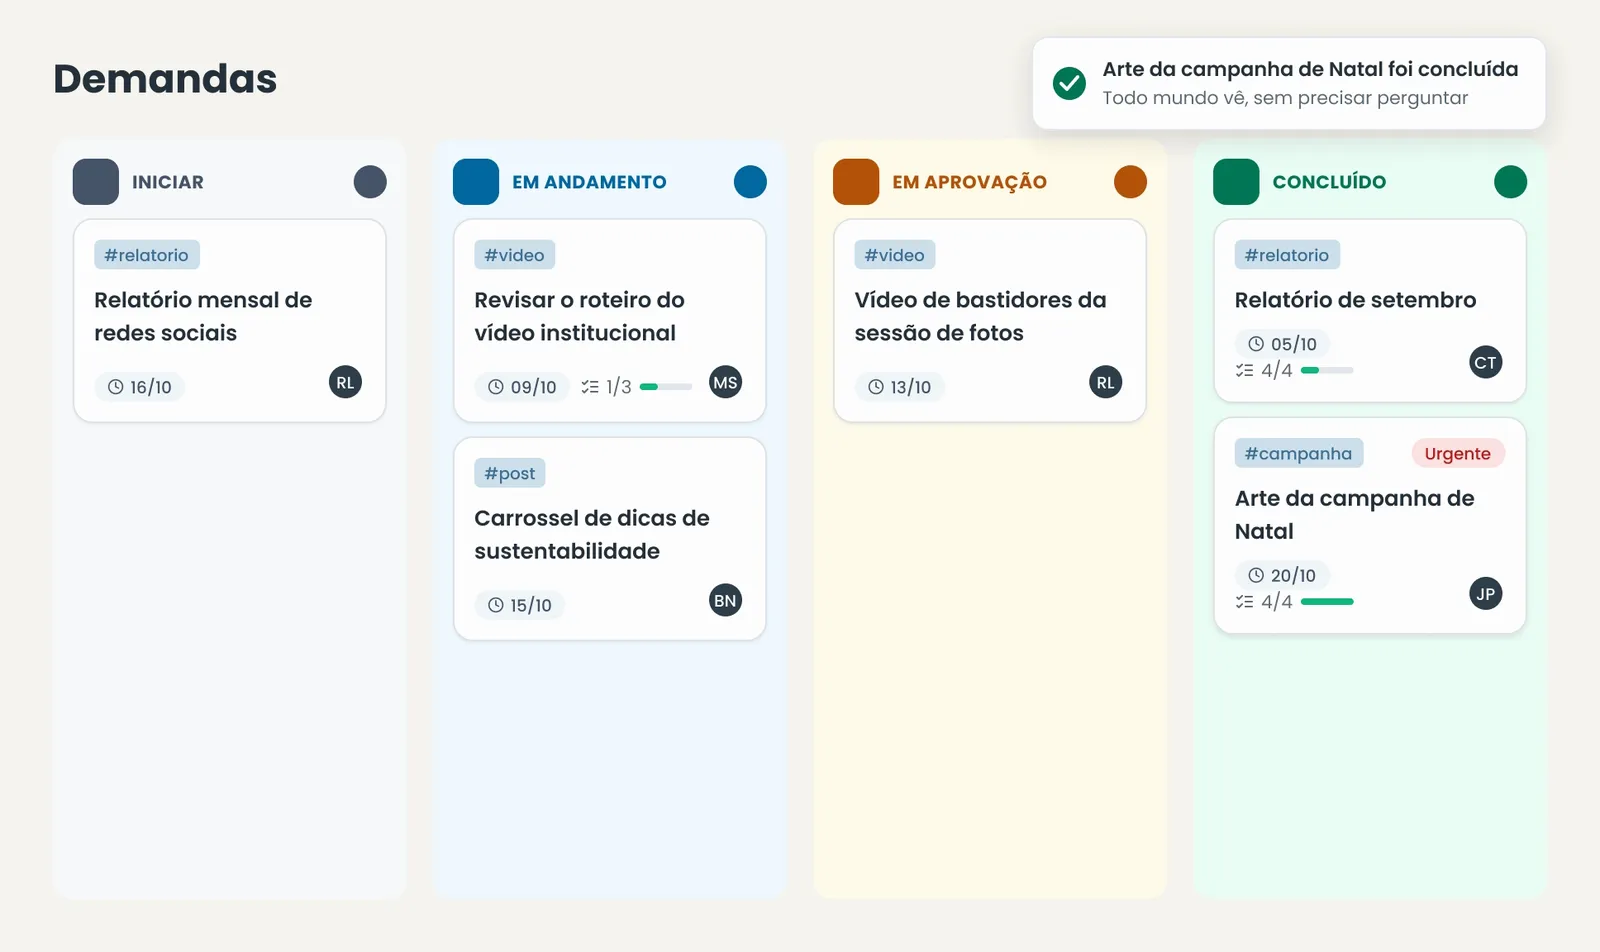 Demandas
Arte da campanha de Natal foi concluída
Todo mundo vê, sem precisar perguntar
INICIAR
#relatorio
Relatório mensal de
redes sociais
16/10
RL
EM ANDAMENTO
#video
Revisar o roteiro do
vídeo institucional
09/10
1/3
MS
#post
Carrossel de dicas de
sustentabilidade
15/10
BN
EM APROVAÇÃO
#video
Vídeo de bastidores da
sessão de fotos
13/10
RL
CONCLUÍDO
#relatorio
Relatório de setembro
05/10
4/4
CT
#campanha
Urgente
Arte da campanha de
Natal
20/10
4/4
JP